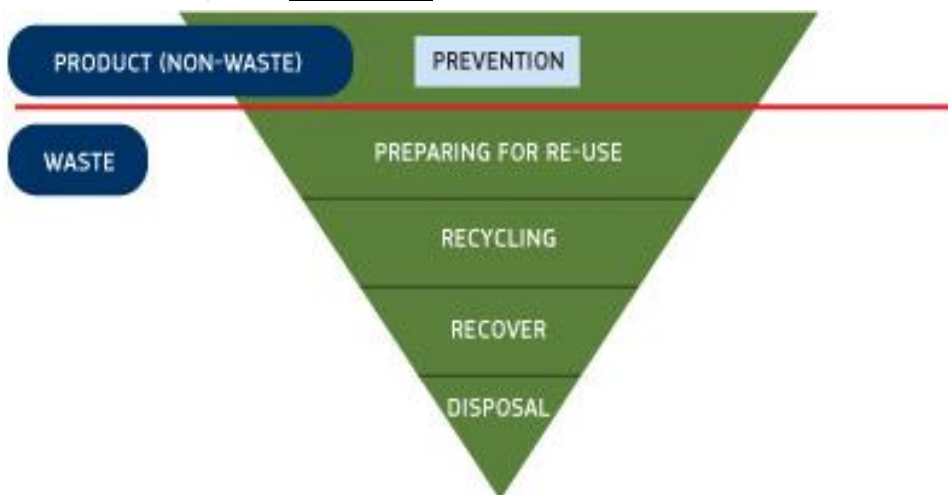 PRODUCT (NON-WASTE)
PREVENTION
WASTE
PREPARING FOR RE-USE
RECYCLING
RECOVER
DISPOSAL